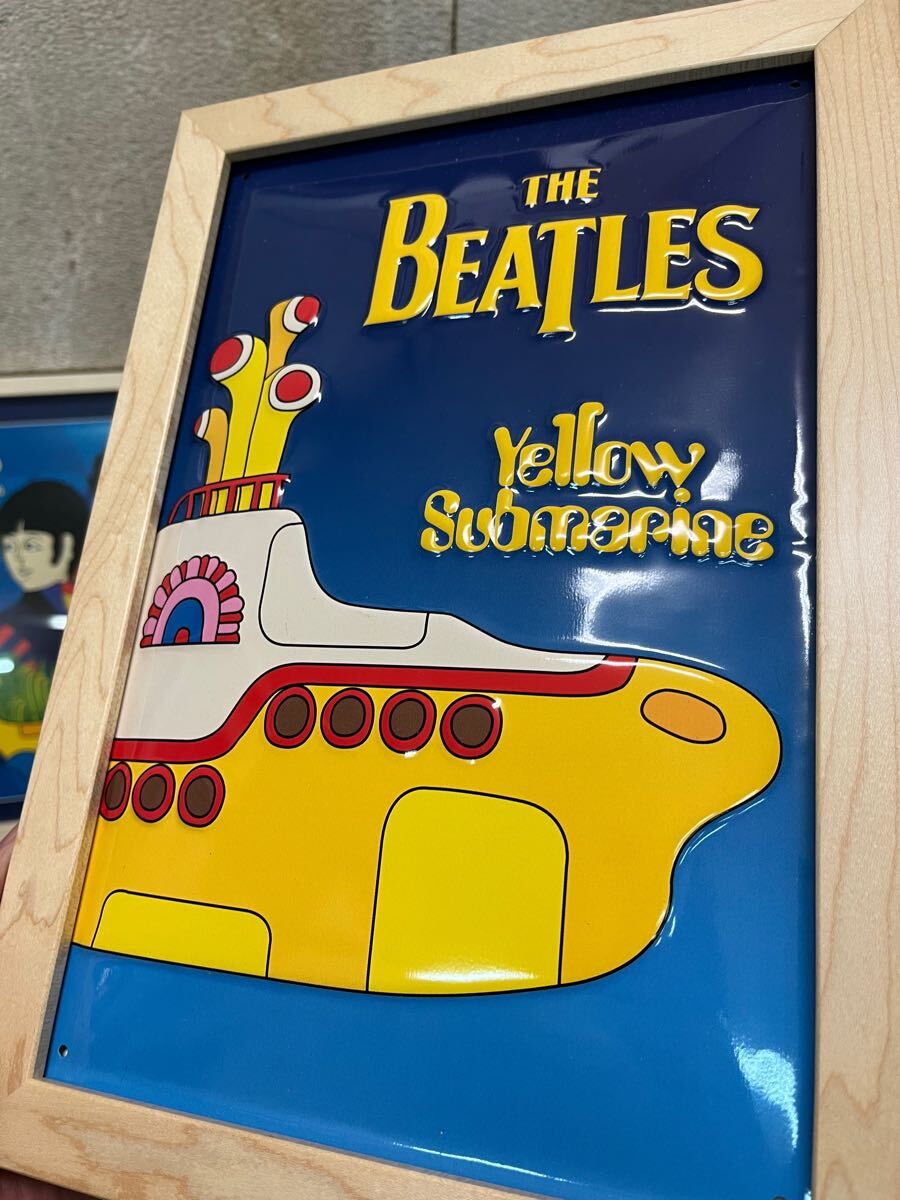 THE
BEATLES
Yellow
Submarine